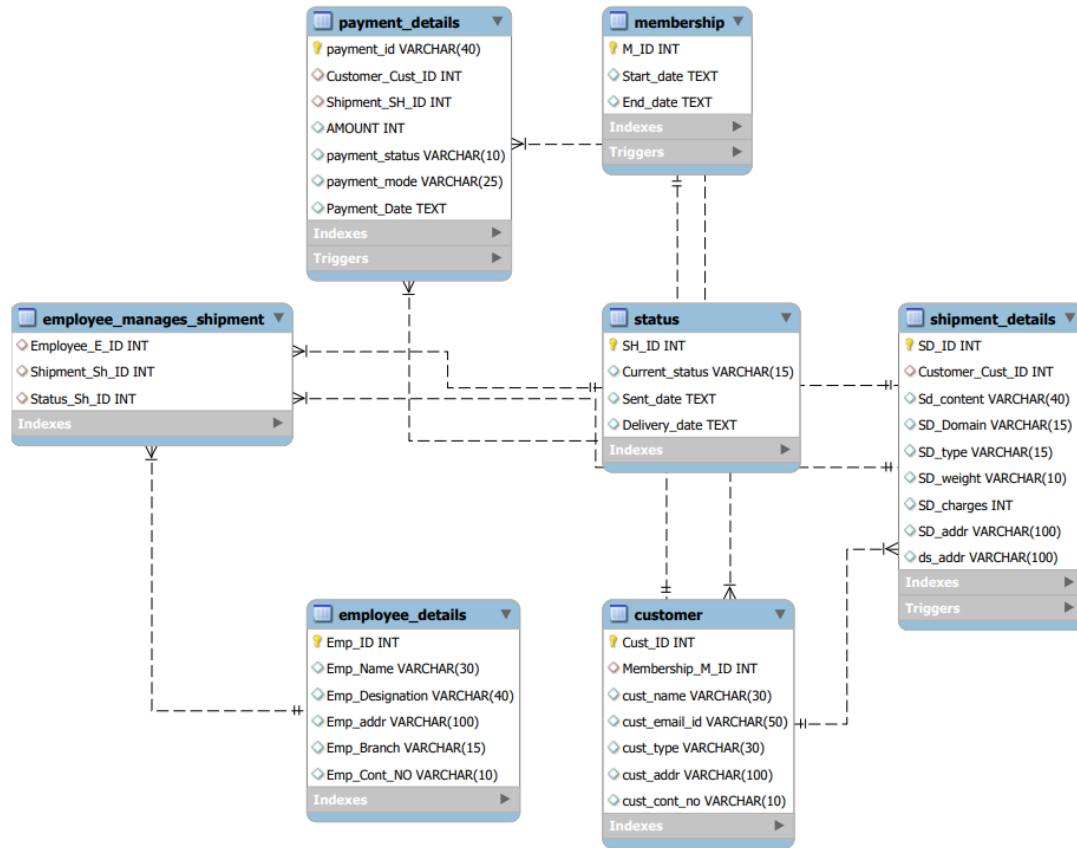 payment_details
payment_id VARCHAR(40)
Customer_Cust_ID INT
Shipment_SH_ID INT
AMOUNT INT
payment_status VARCHAR(10)
payment_mode VARCHAR(25)
Payment_Date TEXT
Indexes
Triggers
membership
M_ID INT
Start_date TEXT
End_date TEXT
Indexes
Triggers
employee_manages_shipment
Employee_E_ID INT
Shipment_Sh_ID INT
Status_Sh_ID INT
Indexes
status
SH_ID INT
Current_status VARCHAR(15)
Sent_date TEXT
Delivery_date TEXT
Indexes
shipment_details
SD_ID INT
Customer_Cust_ID INT
Sd_content VARCHAR(40)
SD_Domain VARCHAR(15)
SD_type VARCHAR(15)
SD_weight VARCHAR(10)
SD_charges INT
SD_addr VARCHAR(100)
ds_addr VARCHAR(100)
Indexes
Triggers
employee_details
Emp_ID INT
Emp_Name VARCHAR(30)
Emp_Designation VARCHAR(40)
Emp_addr VARCHAR(100)
Emp_Branch VARCHAR(15)
Emp_Cont_NO VARCHAR(10)
Indexes
customer
Cust_ID INT
Membership_M_ID INT
cust_name VARCHAR(30)
cust_email_id VARCHAR(50)
cust_type VARCHAR(30)
cust_addr VARCHAR(100)
cust_cont_no VARCHAR(10)
Indexes